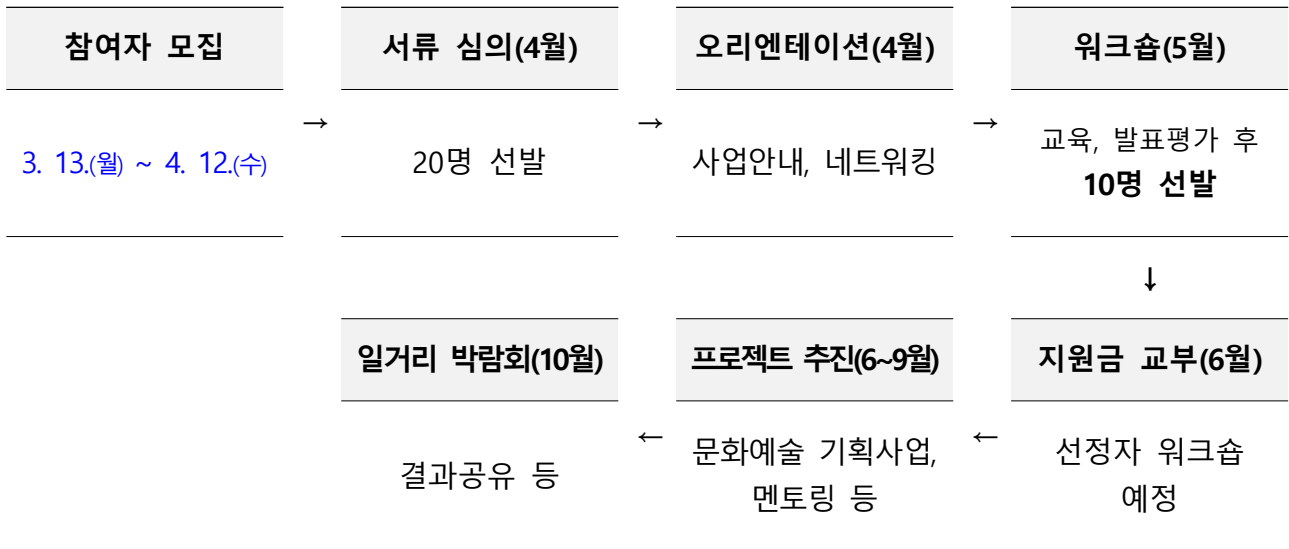 참여자 모집
서류 심의(4월)
오리엔테이션(4월)
워크숍(5월)
3. 13.(월) ~ 4. 12.(수)
→
20명 선발
→
사업안내, 네트워킹
→
교육, 발표평가 후
10명 선발
↓
일거리 박람회(10월)
프로젝트 추진(6~9월)
지원금 교부(6월)
결과공유 등
←
문화예술 기획사업,
멘토링 등
←
선정자 워크숍
예정